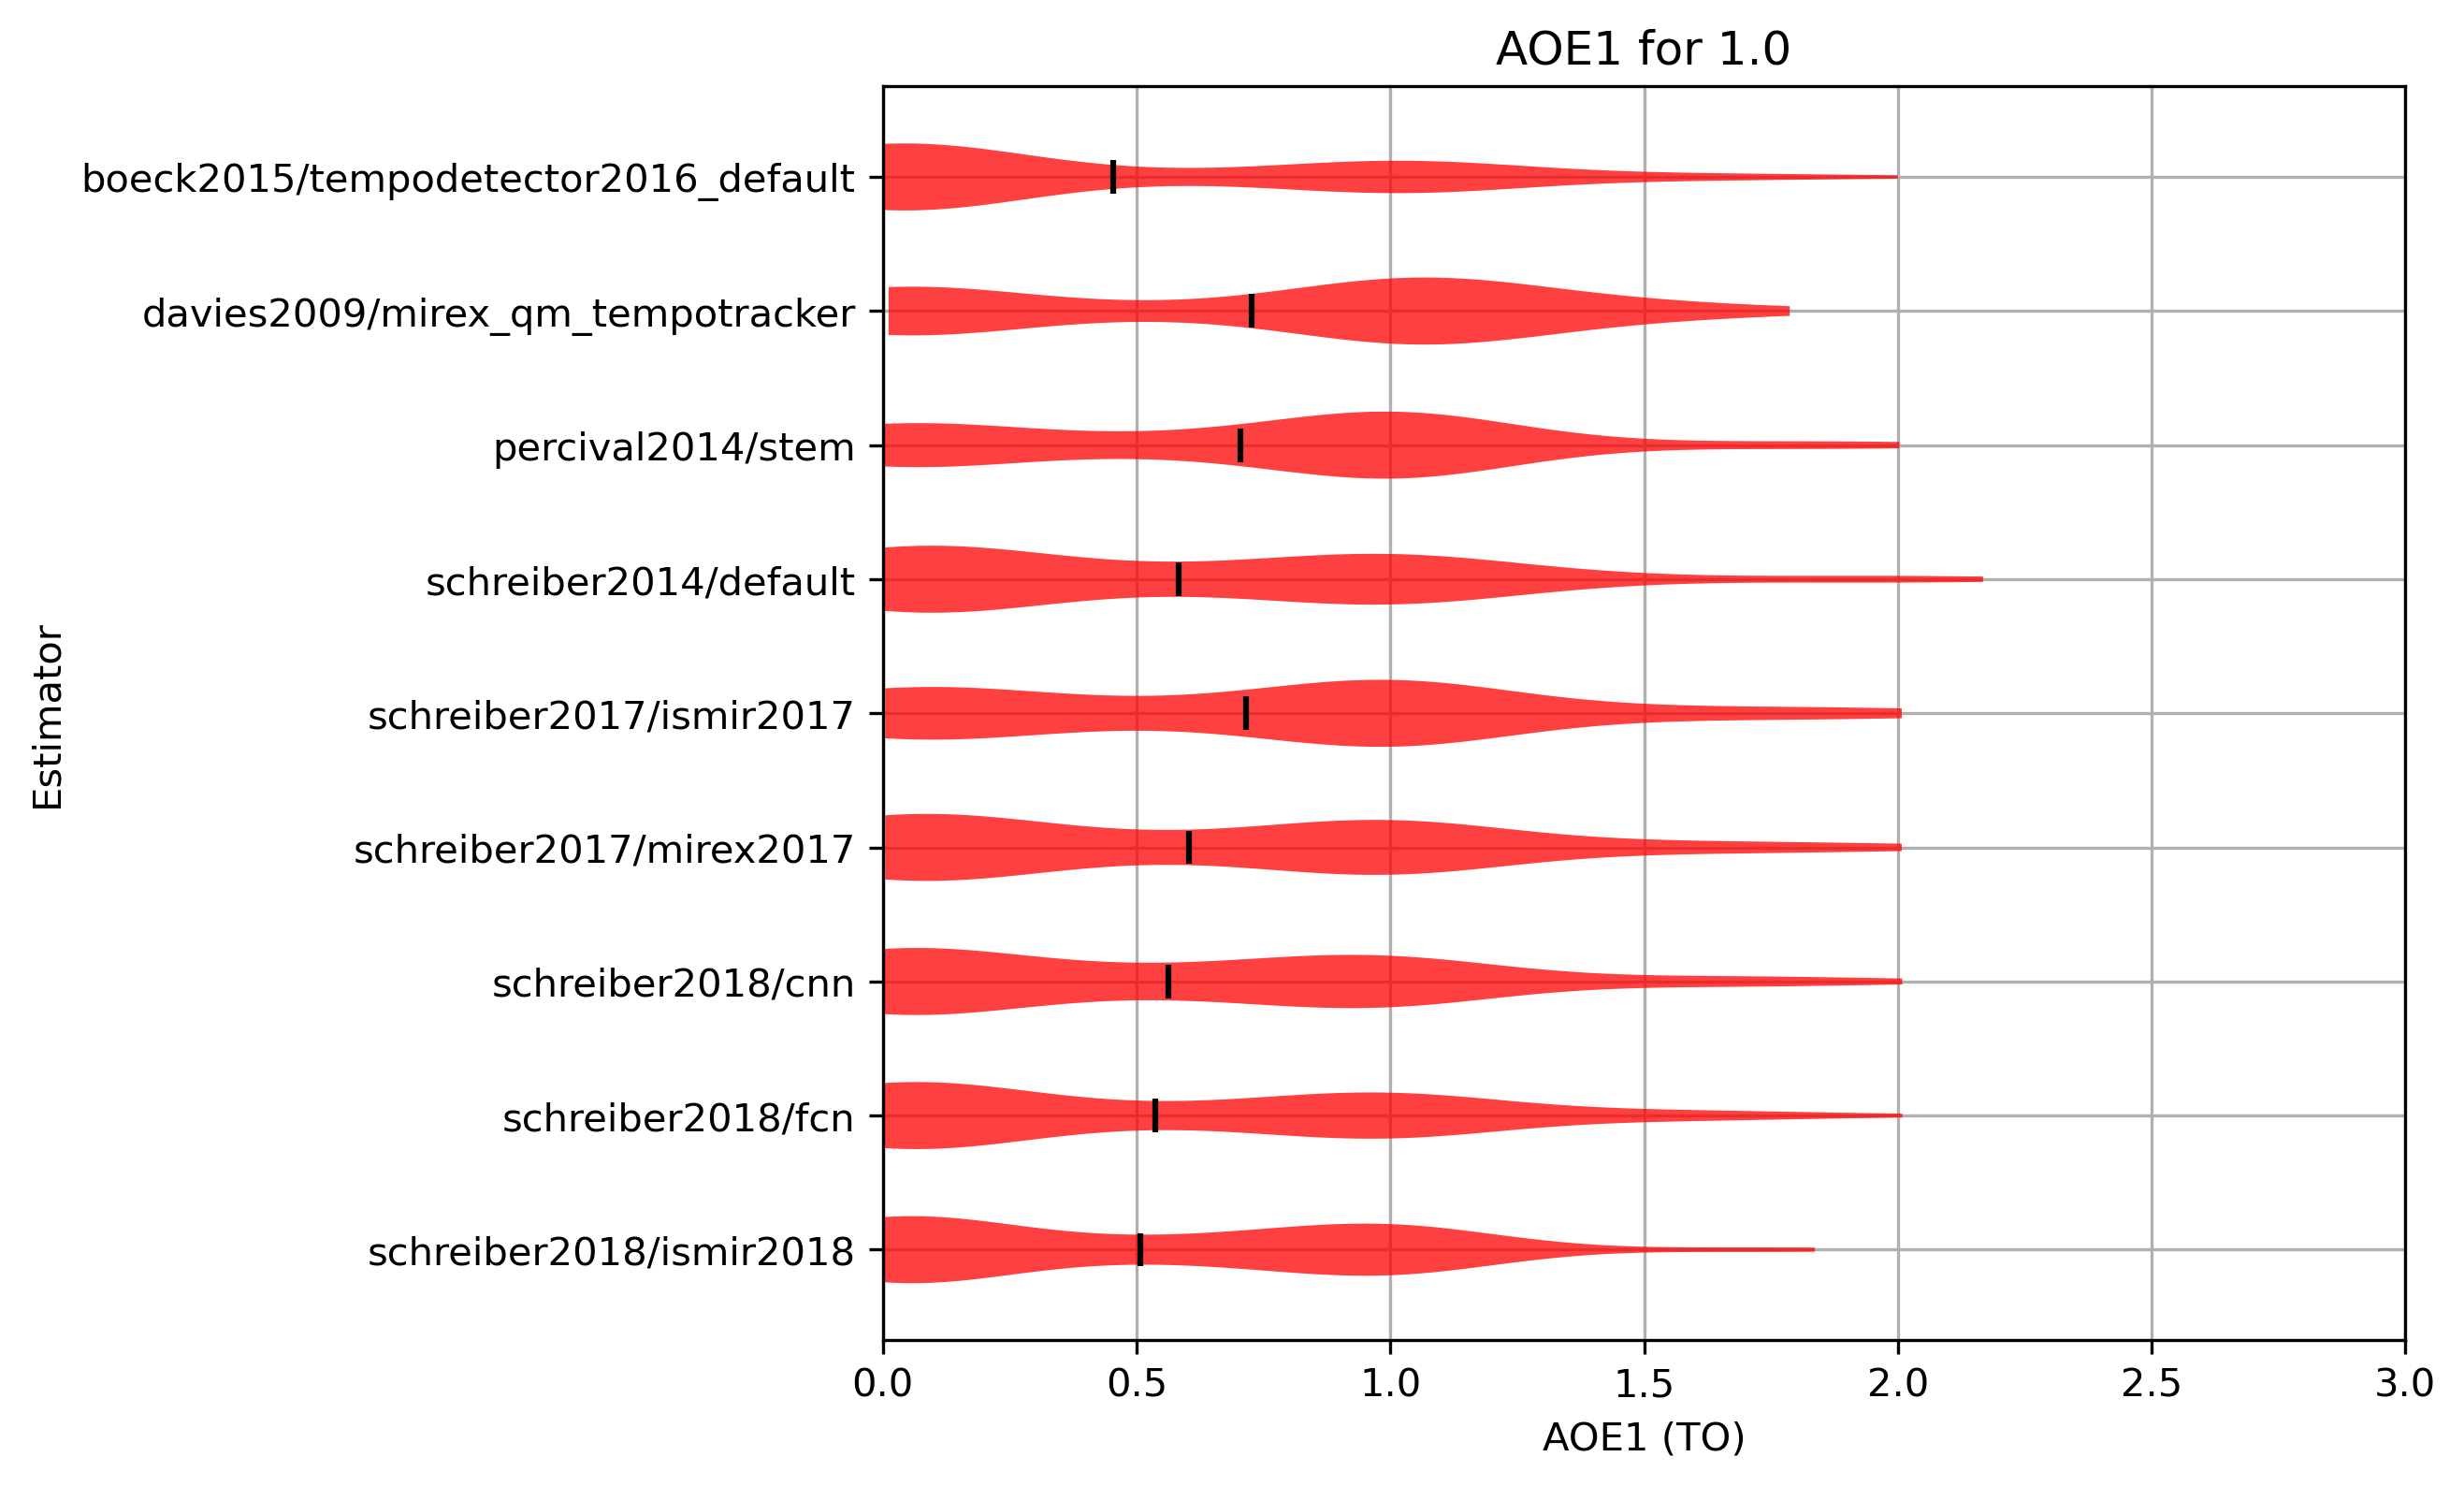 AOE1 for 1.0
boeck2015/tempodetector2016_default
davies2009/mirex_qm_tempotracker
percival2014/stem
schreiber2014/default
schreiber2017/ismir2017
schreiber2017/mirex2017
schreiber2018/cnn
schreiber2018/fcn
schreiber2018/ismir2018
Estimator
0.0 0.5 1.0 1.5 2.0 2.5 3.0
AOE1 (TO)